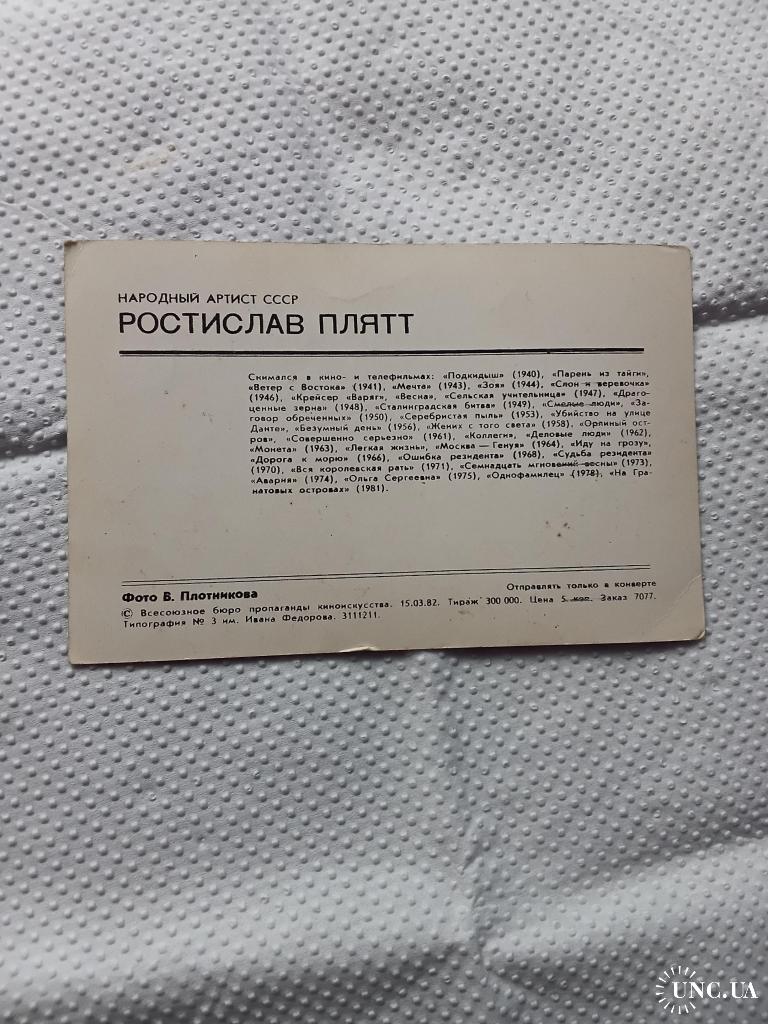 НАРОДНЫЙ АРТИСТ СССР
РОСТИСЛАВ ПЛЯТТ
Снимался в кино- и телефильмах: «Подкидыш» (1940), «Парень из тайги»,
«Ветер с Востока» (1941), «Мечта» (1943), «Зоя» (1944), «Слон и веревочка»
(1946), «Крейсер «Варяг», «Весна», «Сельская учительница» (1947), «Драго-
ценные зерна» (1948), «Сталинградская битва» (1949), «Смелые люди», «За-
говор обреченных» (1950), «Серебристая пыль» (1953), «Убийство на улице
Данте», «Безумный день» (1956), «Жених с того света» (1958), «Орлиный ост-
ров», «Совершенно серьезно» (1961), «Коллеги», «Деловые люди» (1962),
«Монета» (1963), «Легкая жизнь», «Москва — Генуя» (1964), «Иду на грозу»,
«Дорога к морю» (1966), «Ошибка резидента» (1968), «Судьба резидента»
(1970), «Вся королевская рать» (1971), «Семнадцать мгновений весны» (1973),
«Авария» (1974), «Ольга Сергеевна» (1975), «Однофамилец» (1978), «На Гра-
натовых островах» (1981).
Фото В. Плотникова
Отправлять только в конверте
© Всесоюзное бюро пропаганды киноискусства. 15.03.82. Тираж 300 000. Цена 5 коп. Заказ 7077.
Типография № 3 им. Ивана Федорова. 3111211.
UNC.UA